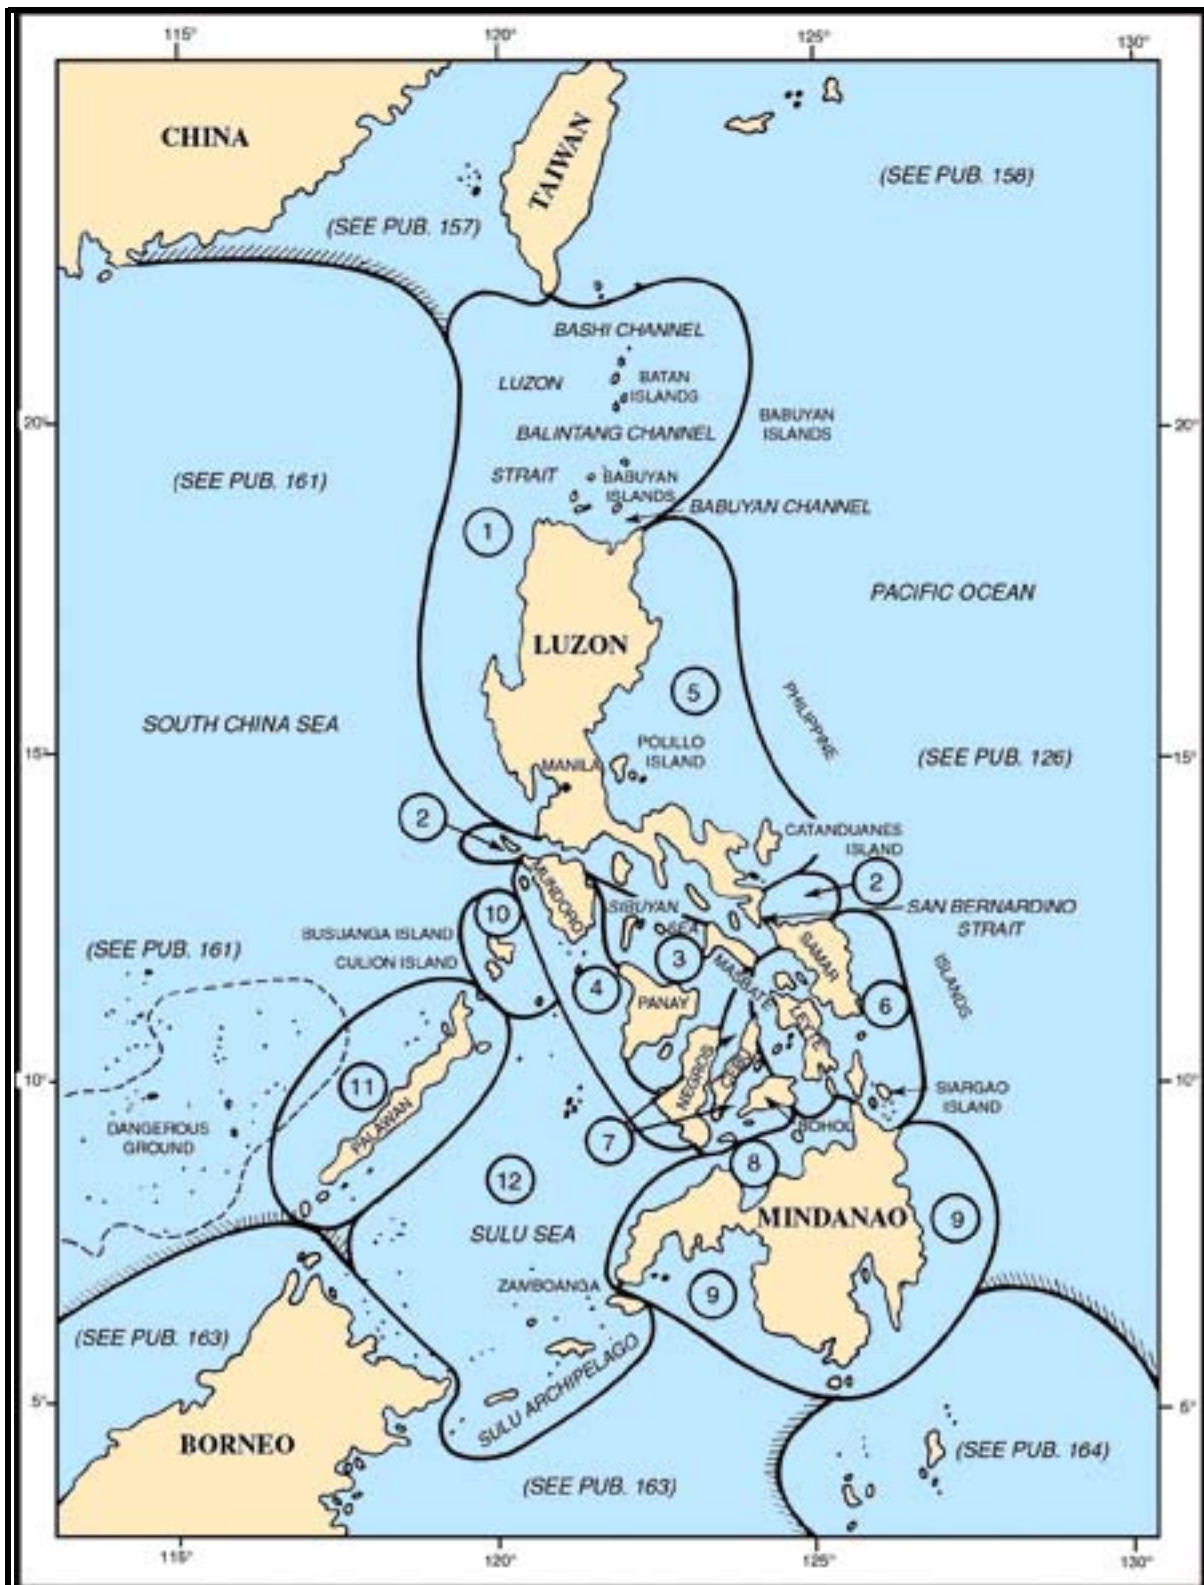 115°
120°
125°
130°
CHINA
TAIWAN
(SEE PUB. 158)
(SEE PUB. 157)
BASHI CHANNEL
LUZON
BATAN
ISLANDS
20°
BALINTANG CHANNEL
BABUYAN
ISLANDS
20°
(SEE PUB. 161)
STRAIT
BABUYAN
ISLANDS
BABUYAN CHANNEL
1
PACIFIC OCEAN
LUZON
5
PHILIPPINE
SOUTH CHINA SEA
POLILLO
ISLAND
15°
MANILA
(SEE PUB. 126)
15°
2
CATANDUANES
ISLAND
MUNDORO
2
10
SIBUYAN
SEA
SAN BERNARDINO
STRAIT
BUSUANGA ISLAND
(SEE PUB. 161)
CULION ISLAND
3
MASBATE
SAMAR
ISLANDS
4
PANAY
6
LEYTE
10°
11
NEGROS
CEBU
SIARGAO
ISLAND
10°
DANGEROUS
GROUND
PALAWAN
7
BOHOL
8
12
MINDANAO
9
SULU SEA
ZAMBOANGA
9
(SEE PUB. 163)
SULU ARCHIPELAGO
5°
5°
BORNEO
(SEE PUB. 164)
(SEE PUB. 163)
115°
120°
125°
130°